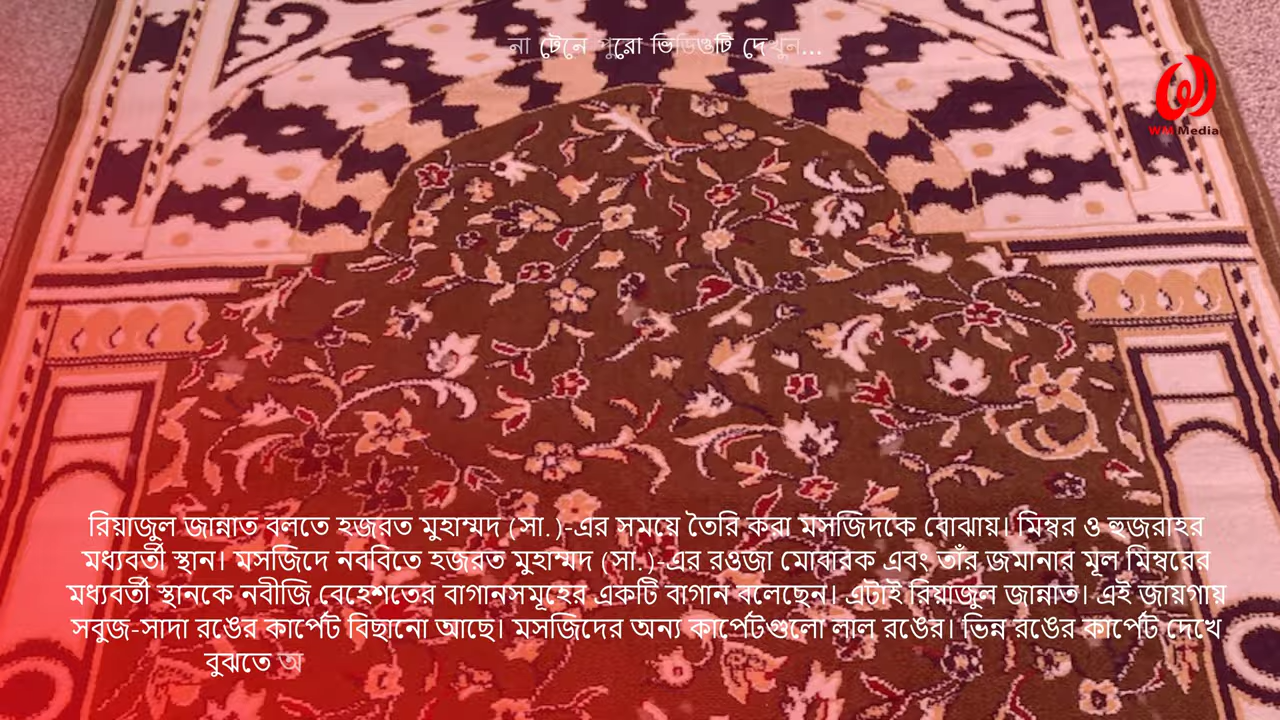 না টেনে পুরো ভিডিওটি দেখুন...
WM Media
রিয়াজুল জান্নাত বলতে হজরত মুহাম্মদ (সা.)-এর সময়ে তৈরি করা মসজিদকে বোঝায়। মিম্বর ও হুজরাহর
মধ্যবর্তী স্থান। মসজিদে নববিতে হজরত মুহাম্মদ (সা.)-এর রওজা মোবারক এবং তাঁর জমানার মূল মিম্বরের
মধ্যবর্তী স্থানকে নবীজি বেহেশতের বাগানসমূহের একটি বাগান বলেছেন। এটাই রিয়াজুল জান্নাত। এই জায়গায়
সবুজ-সাদা রঙের কার্পেট বিছানো আছে। মসজিদের অন্য কার্পেটগুলো লাল রঙের। ভিন্ন রঙের কার্পেট দেখে
বুঝতে অ